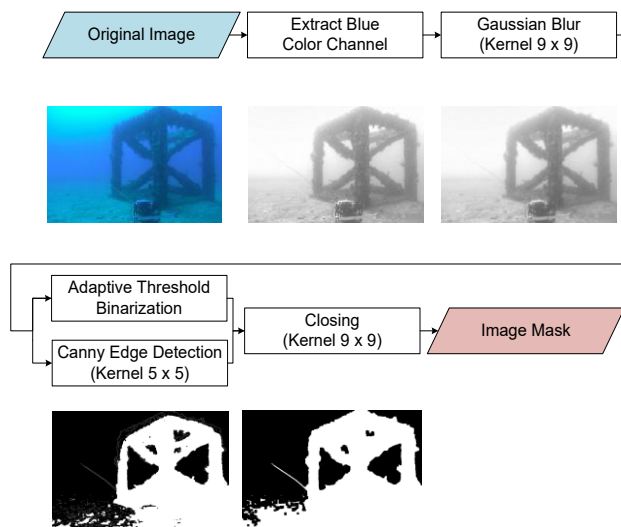 Original Image
Extract Blue
Color Channel
Gaussian Blur
(Kernel 9 x 9)
Adaptive Threshold
Binarization
Canny Edge Detection
(Kernel 5 x 5)
Closing
(Kernel 9 x 9)
Image Mask